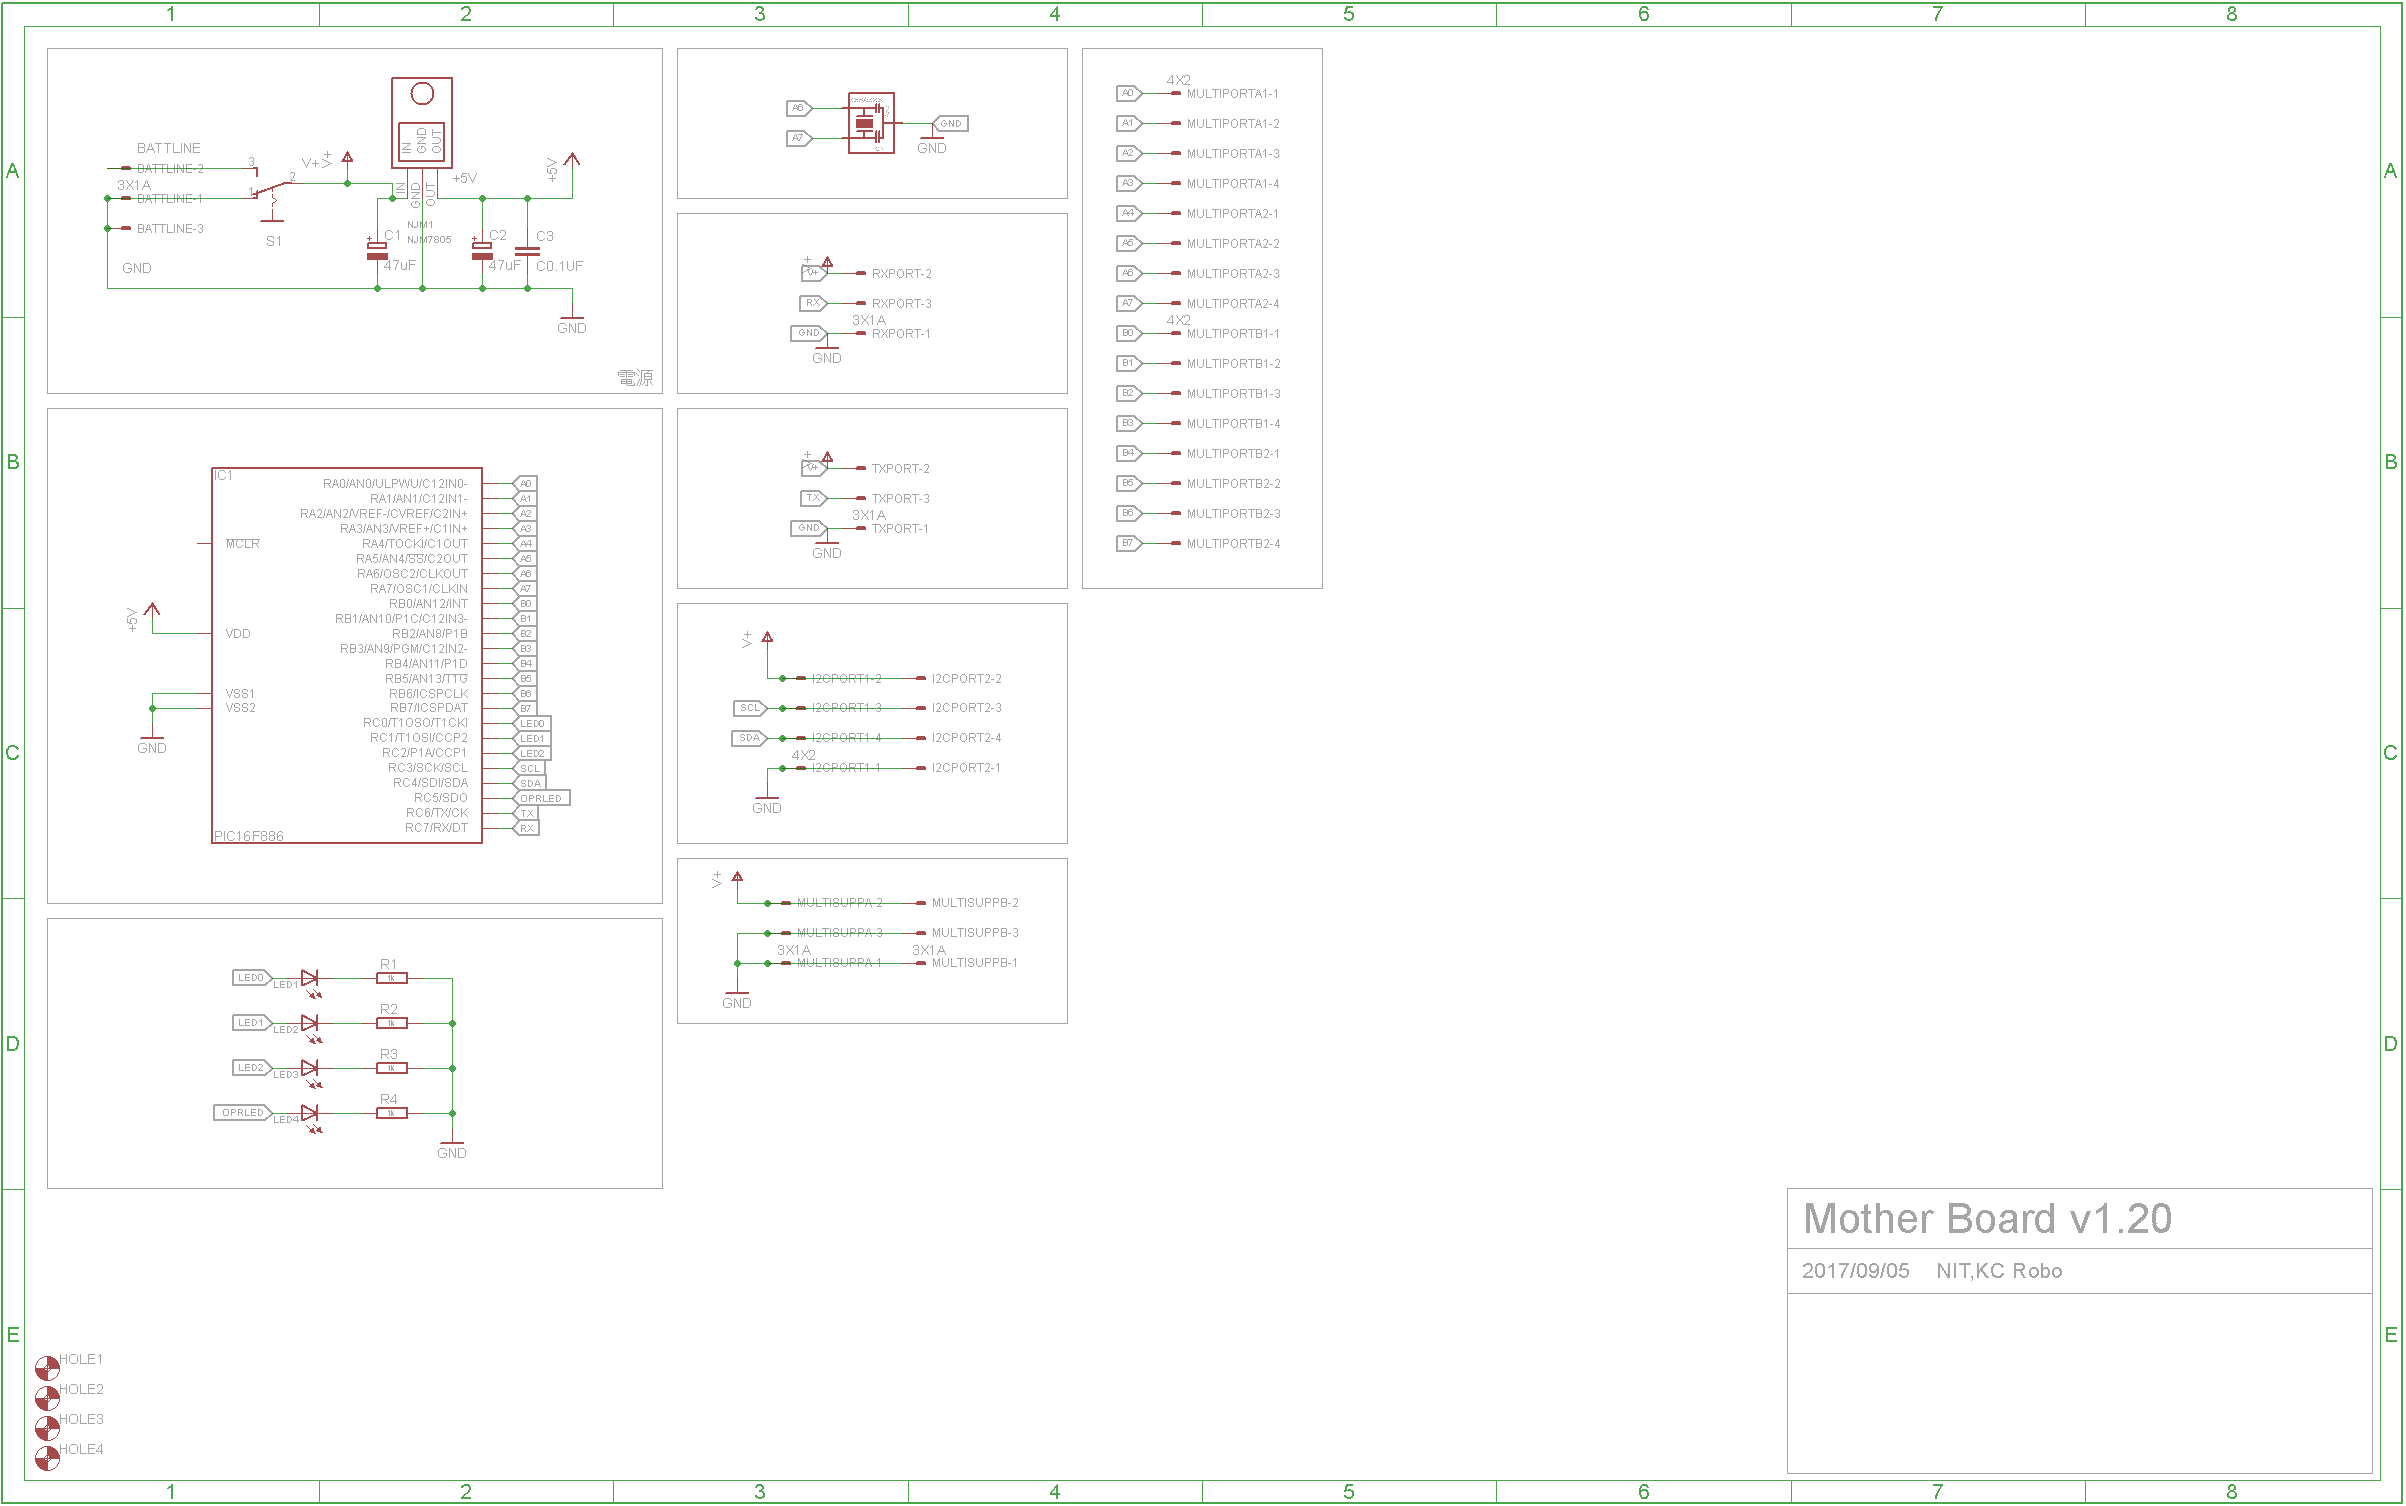 1 2 3 4 5 6 7 8
A
B
C
D
E
BATTLINE
BATTLINE-2
3X1A
BATTLINE-1
BATTLINE-3
GND
3
1
2
S1
V+
V+
IN
GND
OUT
IN
GND
OUT
+5V
+5V
NJM1
NJM7805
+
C1
47uF
+
C2
47uF
C3
C0.1UF
GND
電源
IC1
MCLR
+5V
VDD
VSS1
VSS2
GND
PIC16F886
RA0/AN0/ULPWU/C12IN0- A0
RA1/AN1/C12IN1- A1
RA2/AN2/VREF-/CVREF/C2IN+ A2
RA3/AN3/VREF+/C1IN+ A3
RA4/TOCKI/C1OUT A4
RA5/AN4/SS/C2OUT A5
RA6/OSC2/CLKOUT A6
RA7/OSC1/CLKIN A7
RB0/AN12/INT B0
RB1/AN10/P1C/C12IN3- B1
RB2/AN8/P1B B2
RB3/AN9/PGM/C12IN2- B3
RB4/AN11/P1D B4
RB5/AN13/T1G B5
RB6/ICSPCLK B6
RB7/ICSPDAT B7
RC0/T1OSO/T1CKI LED0
RC1/T1OSI/CCP2 LED1
RC2/P1A/CCP1 LED2
RC3/SCK/SCL SCL
RC4/SDI/SDA SDA
RC5/SDO OPRLED
RC6/TX/CK TX
RC7/RX/DT RX
LED0 LED1 R1 1k
LED1 LED2 R2 1k
LED2 LED3 R3 1k
OPRLED LED4 R4 1k
GND
A6
A7
GND
GND
V+
V+ RXPORT-2
RX RXPORT-3
3X1A
GND RXPORT-1
GND
V+
V+ TXPORT-2
TX TXPORT-3
3X1A
GND TXPORT-1
GND
V+
I2CPORT1-2 I2CPORT2-2
SCL I2CPORT1-3 I2CPORT2-3
SDA I2CPORT1-4 I2CPORT2-4
4X2
I2CPORT1-1 I2CPORT2-1
GND
V+
MULTISUPPA-2 MULTISUPPB-2
MULTISUPPA-3 MULTISUPPB-3
3X1A 3X1A
MULTISUPPA-1 MULTISUPPB-1
GND
4X2
A0 MULTIPORTA1-1
A1 MULTIPORTA1-2
A2 MULTIPORTA1-3
A3 MULTIPORTA1-4
A4 MULTIPORTA2-1
A5 MULTIPORTA2-2
A6 MULTIPORTA2-3
A7 MULTIPORTA2-4
4X2
B0 MULTIPORTB1-1
B1 MULTIPORTB1-2
B2 MULTIPORTB1-3
B3 MULTIPORTB1-4
B4 MULTIPORTB2-1
B5 MULTIPORTB2-2
B6 MULTIPORTB2-3
B7 MULTIPORTB2-4
Mother Board v1.20
2017/09/05 NIT,KC Robo
HOLE1
HOLE2
HOLE3
HOLE4
A
B
C
D
E
1 2 3 4 5 6 7 8